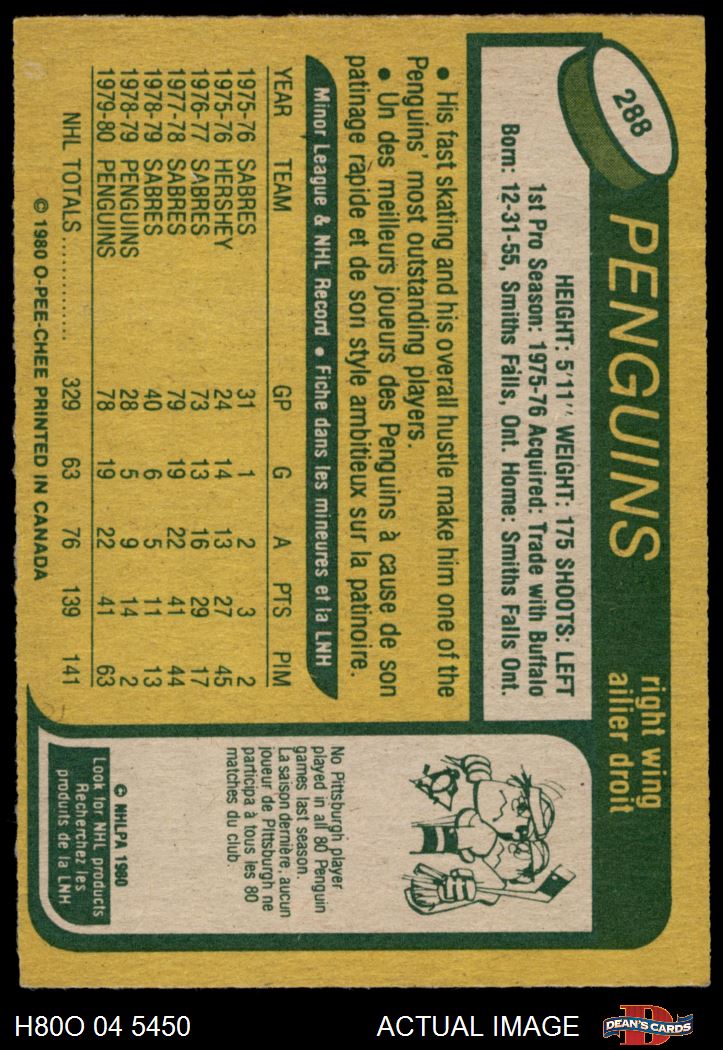 288
PENGUINS
right wing
ailier droit
HEIGHT: 5'11". WEIGHT: 175 SHOOTS: LEFT
1st Pro Season: 1975-76 Acquired: Trade with Buffalo
Born: 12-31-55, Smiths Falls, Ont. Home: Smiths Falls Ont.
● His fast skating and his overall hustle make him one of the
Penguins' most outstanding players.
● Un des meilleurs joueurs des Penguins à cause de son
patinage rapide et de son style ambitieux sur la patinoire.
Minor League & NHL Record ● Fiche dans les mineures et la LNH
YEAR TEAM GP G A PTS PIM
1975-76 SABRES 31 1 2 3 2
1975-76 HERSHEY 24 14 13 27 45
1976-77 SABRES 73 13 16 29 17
1977-78 SABRES 79 19 22 41 44
1978-79 SABRES 40 6 5 11 13
1978-79 PENGUINS 28 5 9 14 2
1979-80 PENGUINS 78 19 22 41 63
NHL TOTALS .............. 329 63 76 139 141
© 1980 O-PEE-CHEE PRINTED IN CANADA
No Pittsburgh player
played in all 80 Penguin
games last season.
La saison dernière, aucun
joueur de Pittsburgh ne
participa à tous les 80
matches du club.
© NHLPA 1980
Look for NHL products
Recherchez les
produits de la LNH
H80O 04 5450
ACTUAL IMAGE
D
DEAN'S CARDS